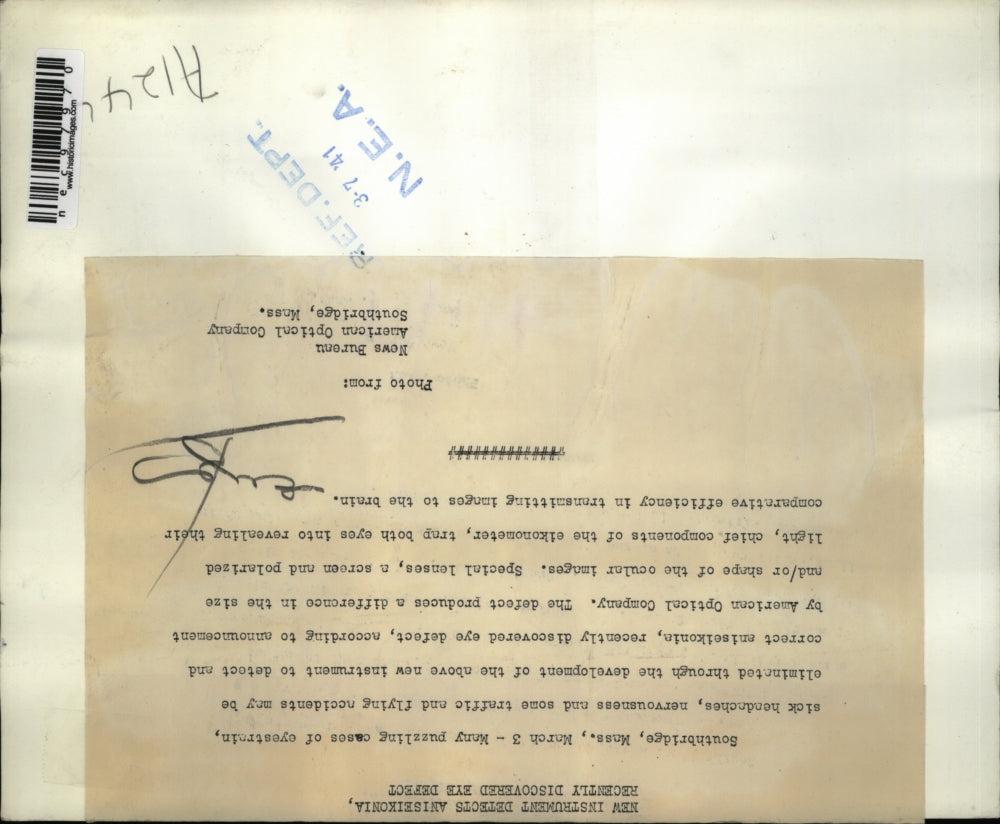 NEW INSTRUMENT DETECTS ANISEIKONIA,
RECENTLY DISCOVERED EYE DEFECT
Southbridge, Mass., March 3 - Many puzzling cases of eyestrain,
sick headaches, nervousness and some traffic and flying accidents may be
eliminated through the development of the above new instrument to detect and
correct aniseikonia, recently discovered eye defect, according to announcement
by American Optical Company. The defect produces a difference in the size
and/or shape of the ocular images. Special lenses, a screen and polarized
light, chief components of the eikonometer, trap both eyes into revealing their
comparative efficiency in transmitting images to the brain.
#############
Photo from:
News Bureau
American Optical Company
Southbridge, Mass.
REF. DEPT.
3-7 '41
N.E.A.
nec97970
www.historicimages.com